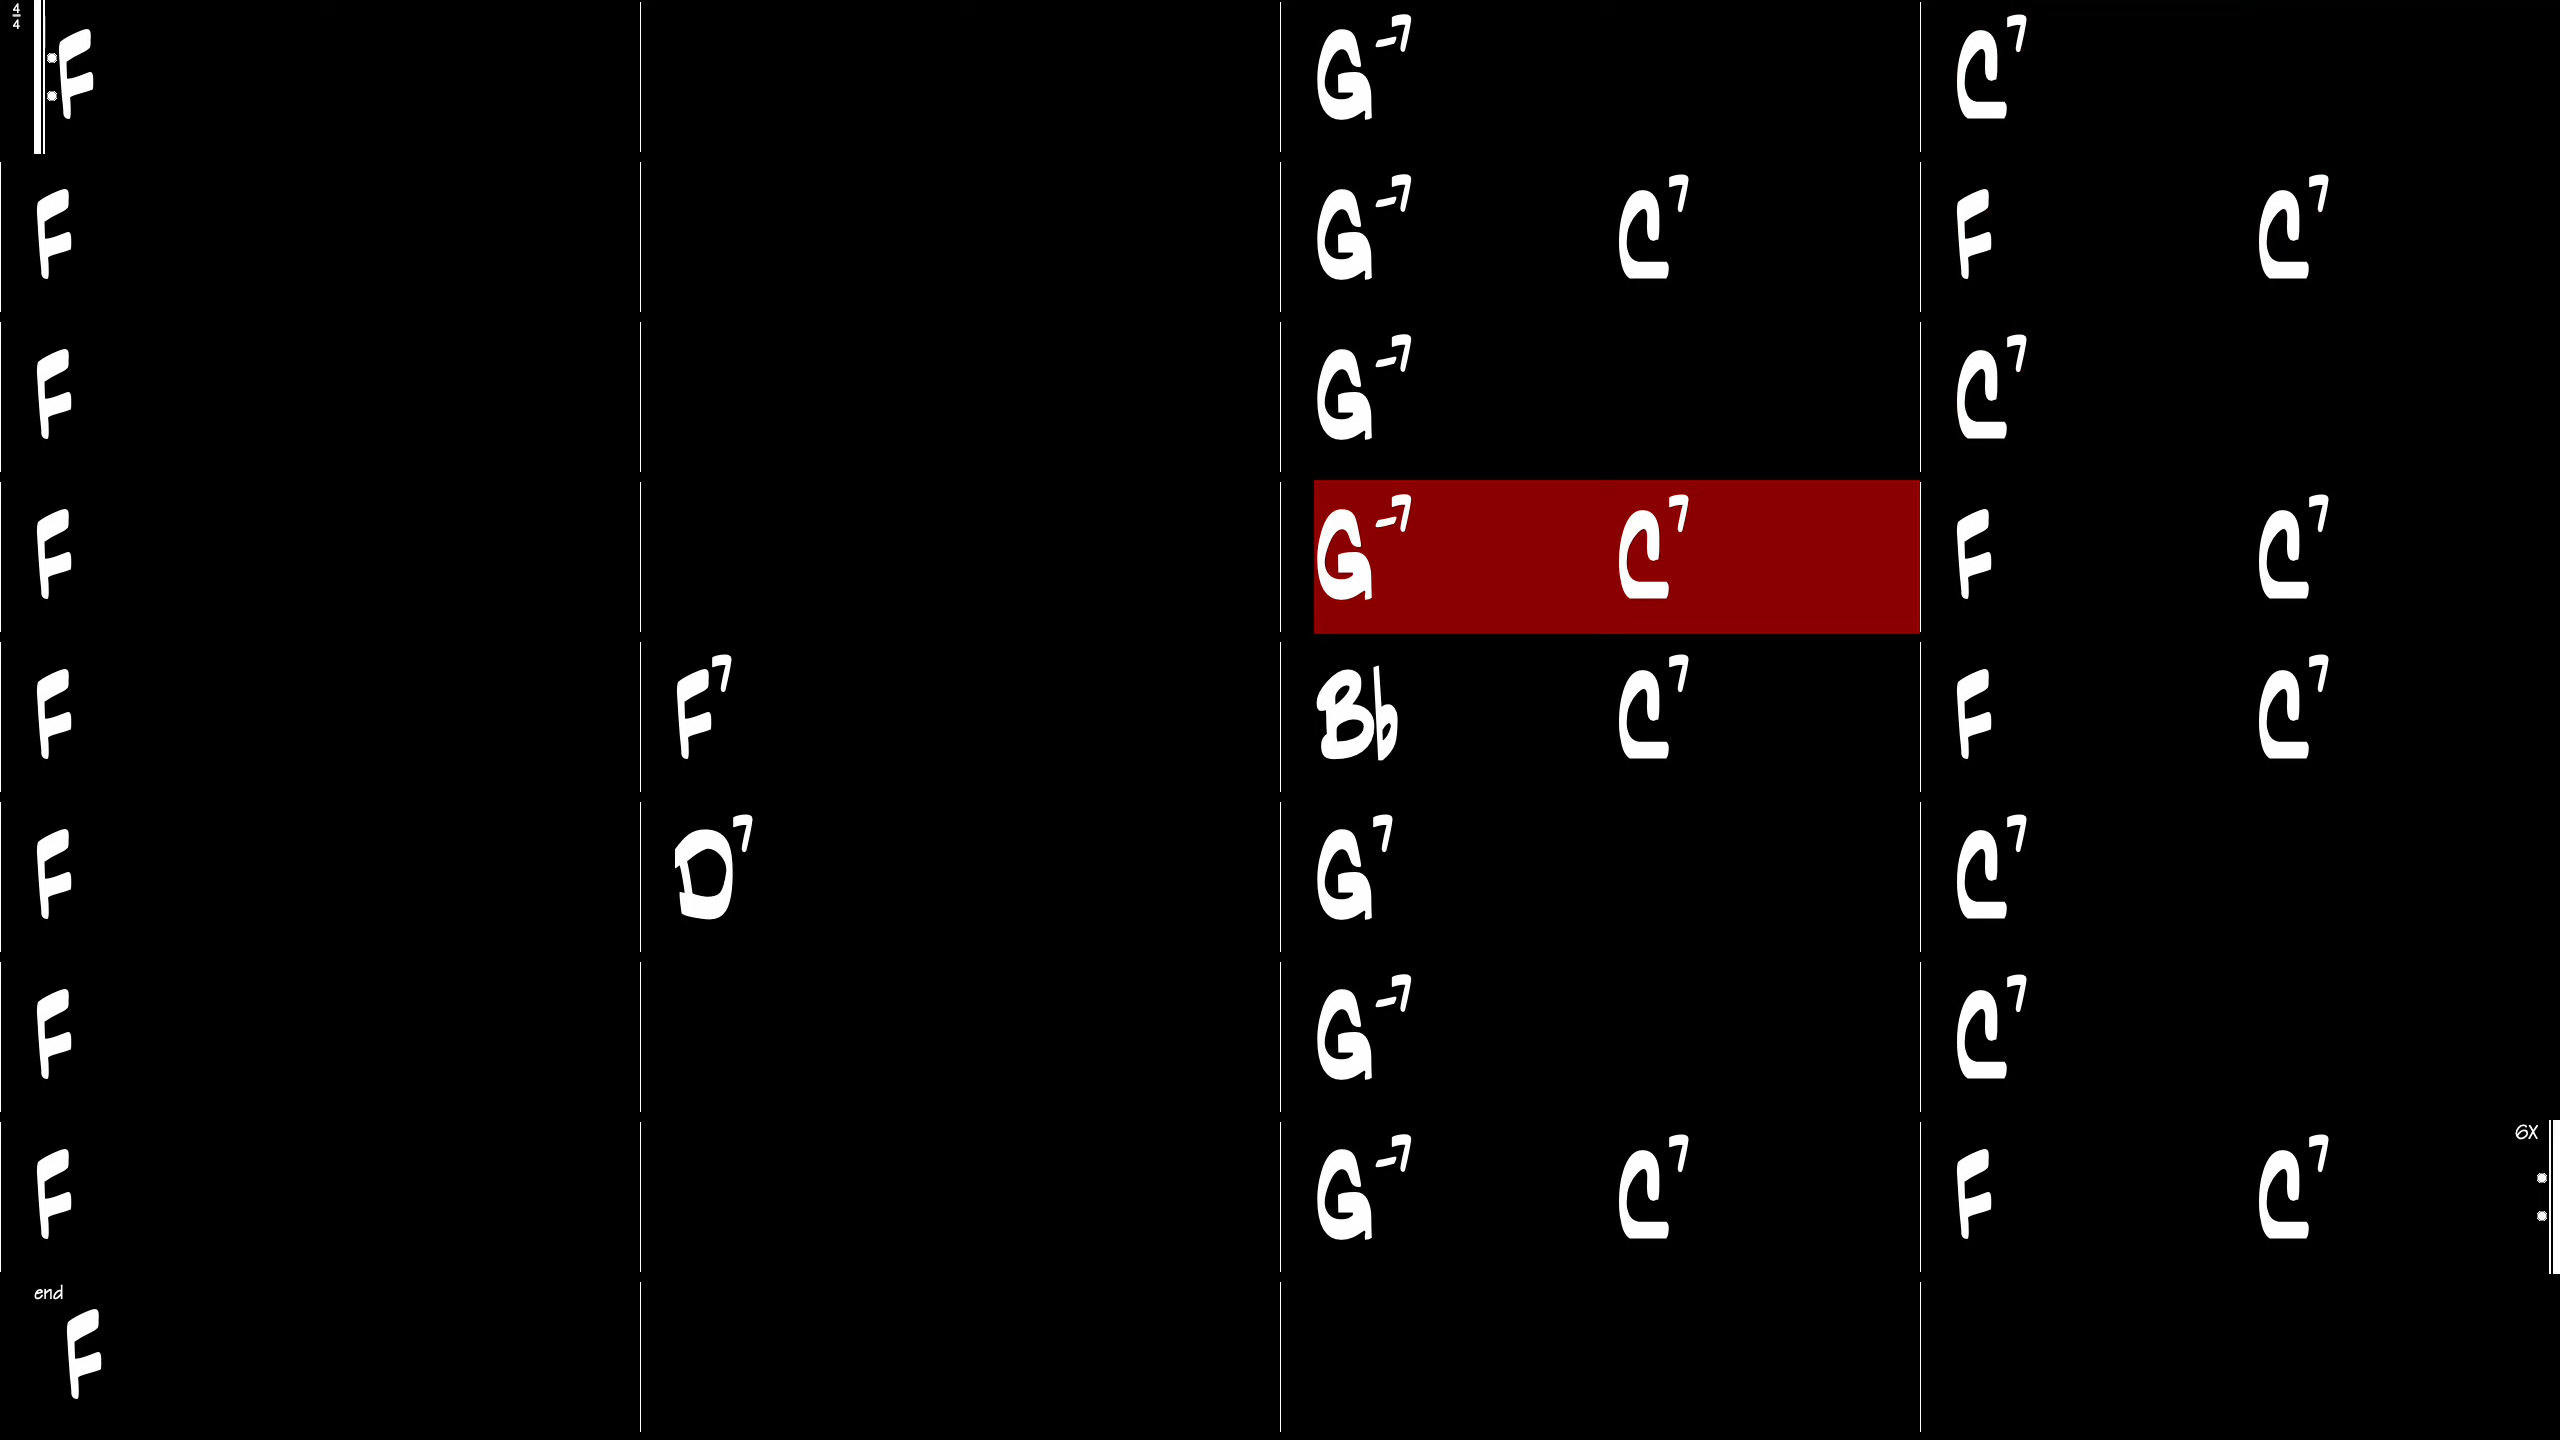 4/4 F G-7 C7
F G-7 C7 F C7
F G-7 C7
F G-7 C7 F C7
F F7 Bb C7 F C7
F D7 G7 C7
F G-7 C7
F G-7 C7 F C7 6x
end
F